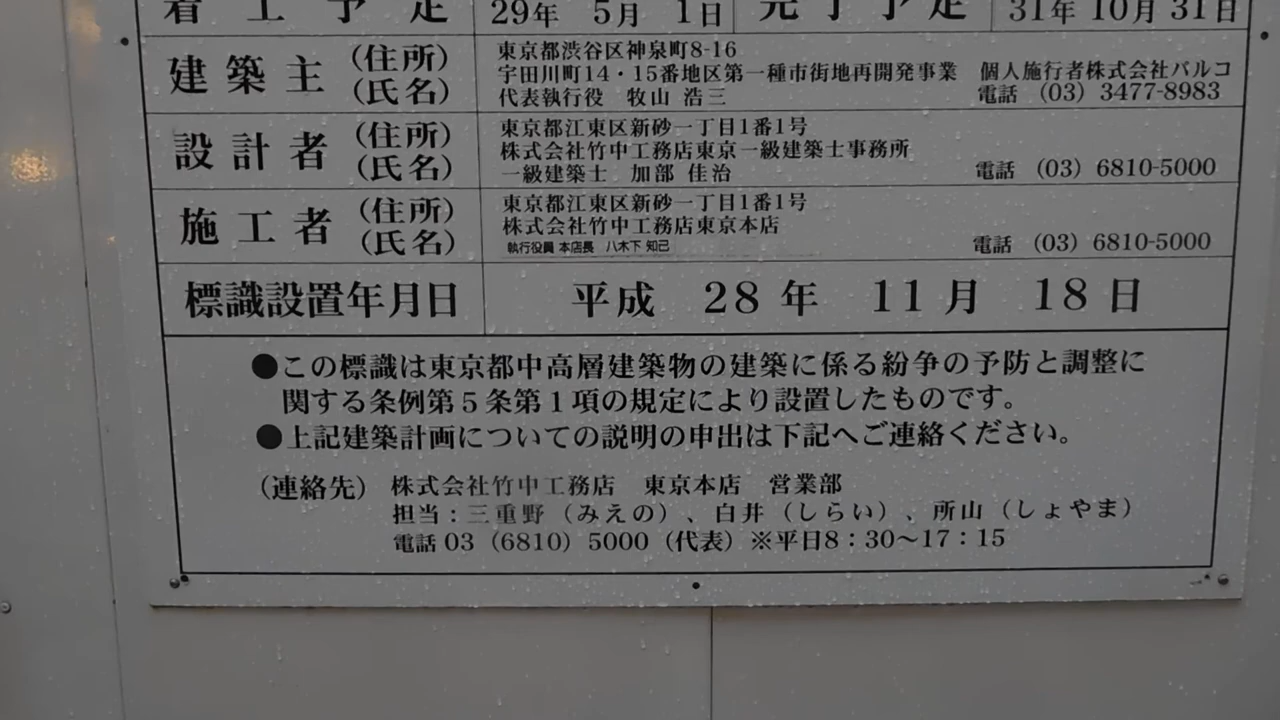 着工予定 29年 5月 1日 完了予定 31年 10月 31日
建築主 (住所) 東京都渋谷区神泉町8-16
宇田川町14・15番地区第一種市街地再開発事業 個人施行者株式会社パルコ
(氏名) 代表執行役 牧山 浩三 電話 (03) 3477-8983
設計者 (住所) 東京都江東区新砂一丁目1番1号
株式会社竹中工務店東京一級建築士事務所
(氏名) 一級建築士 加部 佳治 電話 (03) 6810-5000
施工者 (住所) 東京都江東区新砂一丁目1番1号
株式会社竹中工務店東京本店
(氏名) 執行役員 本店長 八木下 知己 電話 (03) 6810-5000
標識設置年月日 平成 28年 11月 18日
●この標識は東京都中高層建築物の建築に係る紛争の予防と調整に
関する条例第5条第1項の規定により設置したものです。
●上記建築計画についての説明の申出は下記へご連絡ください。
(連絡先) 株式会社竹中工務店 東京本店 営業部
担当:三重野(みえの)、白井(しらい)、所山(しょやま)
電話 03 (6810) 5000 (代表) ※平日8:30〜17:15